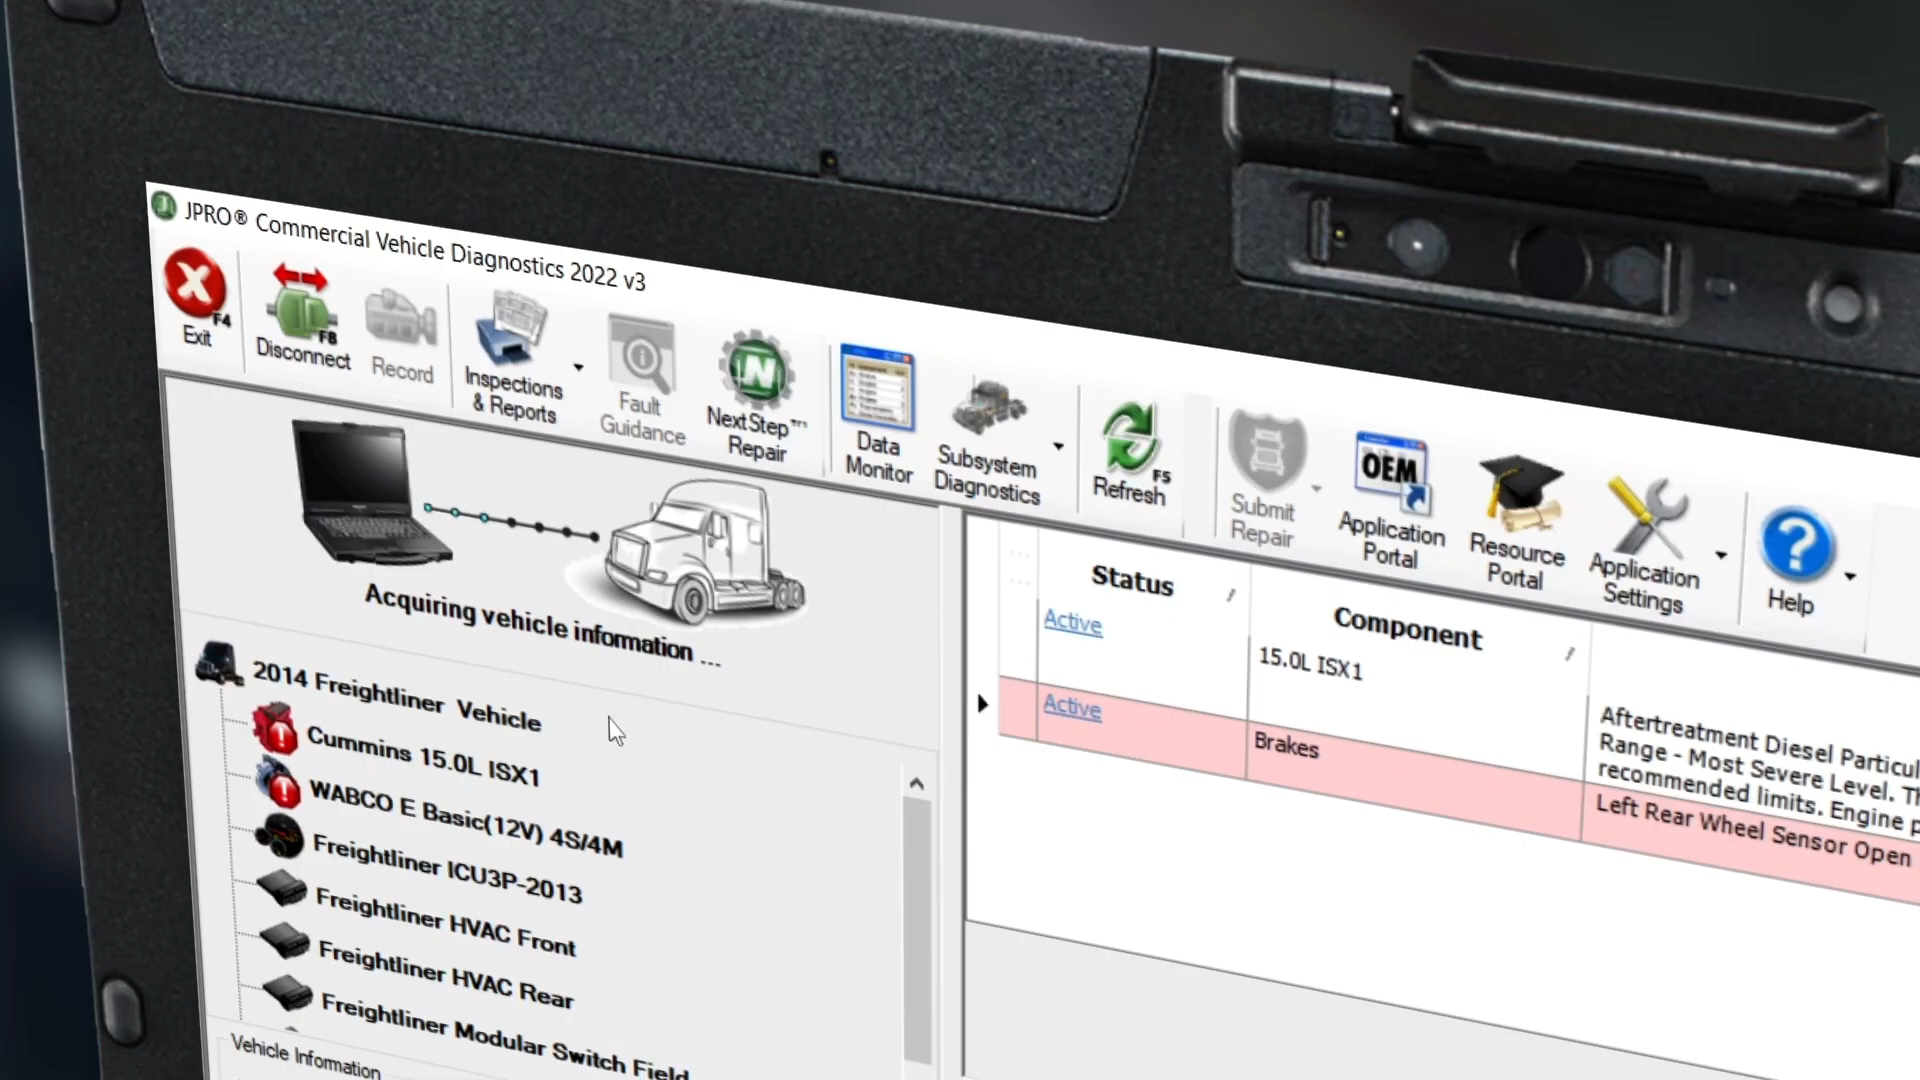 JPRO® Commercial Vehicle Diagnostics 2022 v3
F4
Exit
F8
Disconnect
Record
Inspections
& Reports
Fault
Guidance
N
NextStep™
Repair
Data
Monitor
Subsystem
Diagnostics
F5
Refresh
Submit
Repair
OEM
Application
Portal
Resource
Portal
Application
Settings
?
Help
Acquiring vehicle information ...
2014 Freightliner Vehicle
Cummins 15.0L ISX1
WABCO E Basic(12V) 4S/4M
Freightliner ICU3P-2013
Freightliner HVAC Front
Freightliner HVAC Rear
Freightliner Modular Switch Field
Vehicle Information
Status
Component
Active
15.0L ISX1
Aftertreatment Diesel Particul
Range - Most Severe Level. Th
recommended limits. Engine p
Active
Brakes
Left Rear Wheel Sensor Open